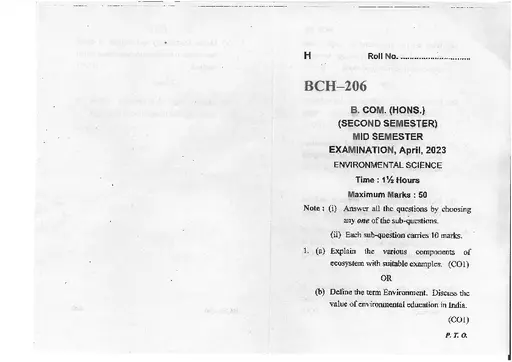 H Roll No. ..............................
BCH–206
B. COM. (HONS.)
(SECOND SEMESTER)
MID SEMESTER
EXAMINATION, April, 2023
ENVIRONMENTAL SCIENCE
Time : 1½ Hours
Maximum Marks : 50
Note : (i) Answer all the questions by choosing
any one of the sub-questions.
(ii) Each sub-question carries 10 marks.
1. (a) Explain the various components of
ecosystem with suitable examples. (CO1)
OR
(b) Define the term Environment. Discuss the
value of environmental education in India.
(CO1)
P. T. O.